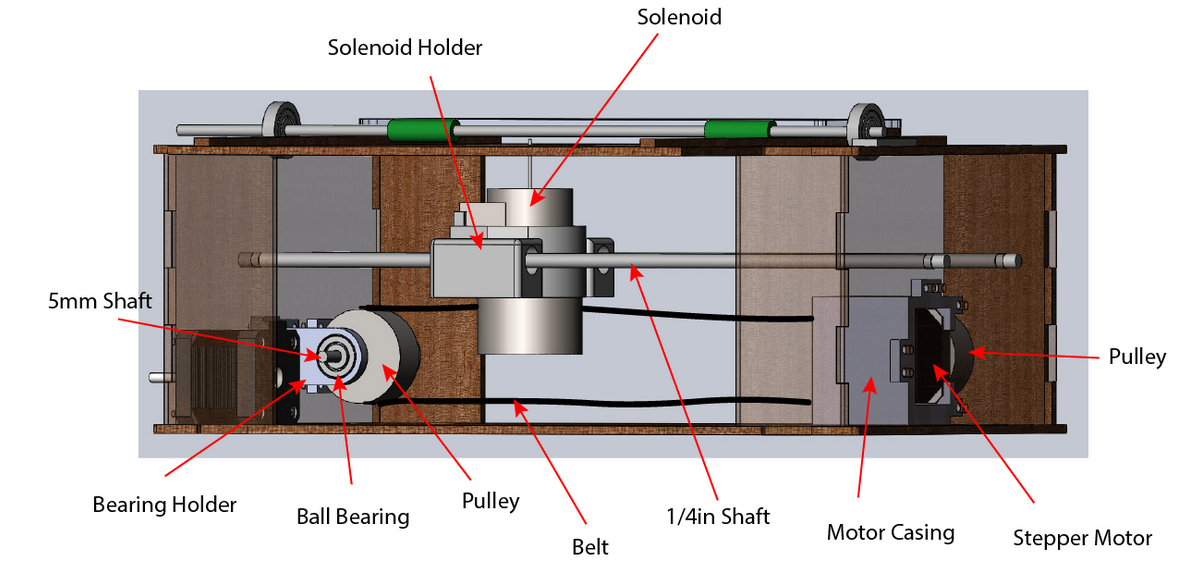 Solenoid
Solenoid Holder
5mm Shaft
Pulley
Bearing Holder
Ball Bearing
Pulley
Belt
1/4in Shaft
Motor Casing
Stepper Motor